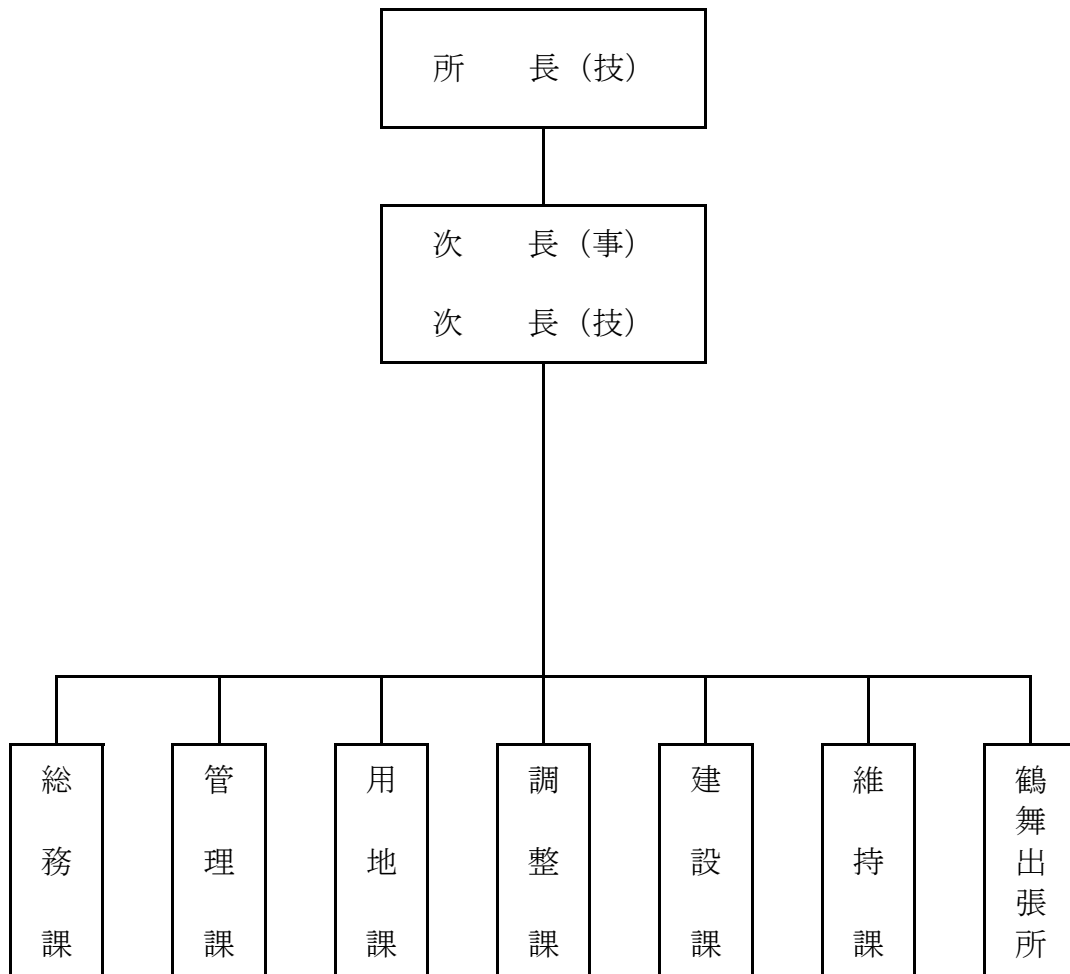 所　　長（技）
次　　長（事）
次　　長（技）
総務課
管理課
用地課
調整課
建設課
維持課
鶴舞出張所